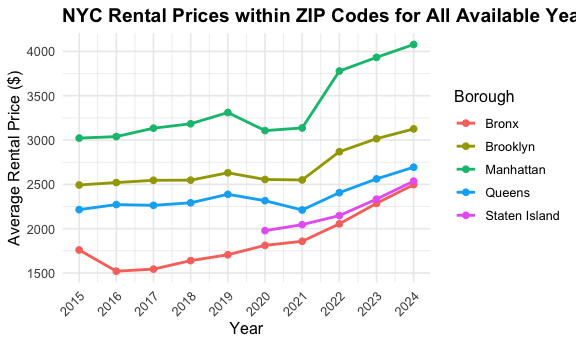 NYC Rental Prices within ZIP Codes for All Available Yea
Average Rental Price ($)
4000
3500
3000
2500
2000
1500
2015
2016
2017
2018
2019
2020
2021
2022
2023
2024
Year
Borough
Bronx
Brooklyn
Manhattan
Queens
Staten Island